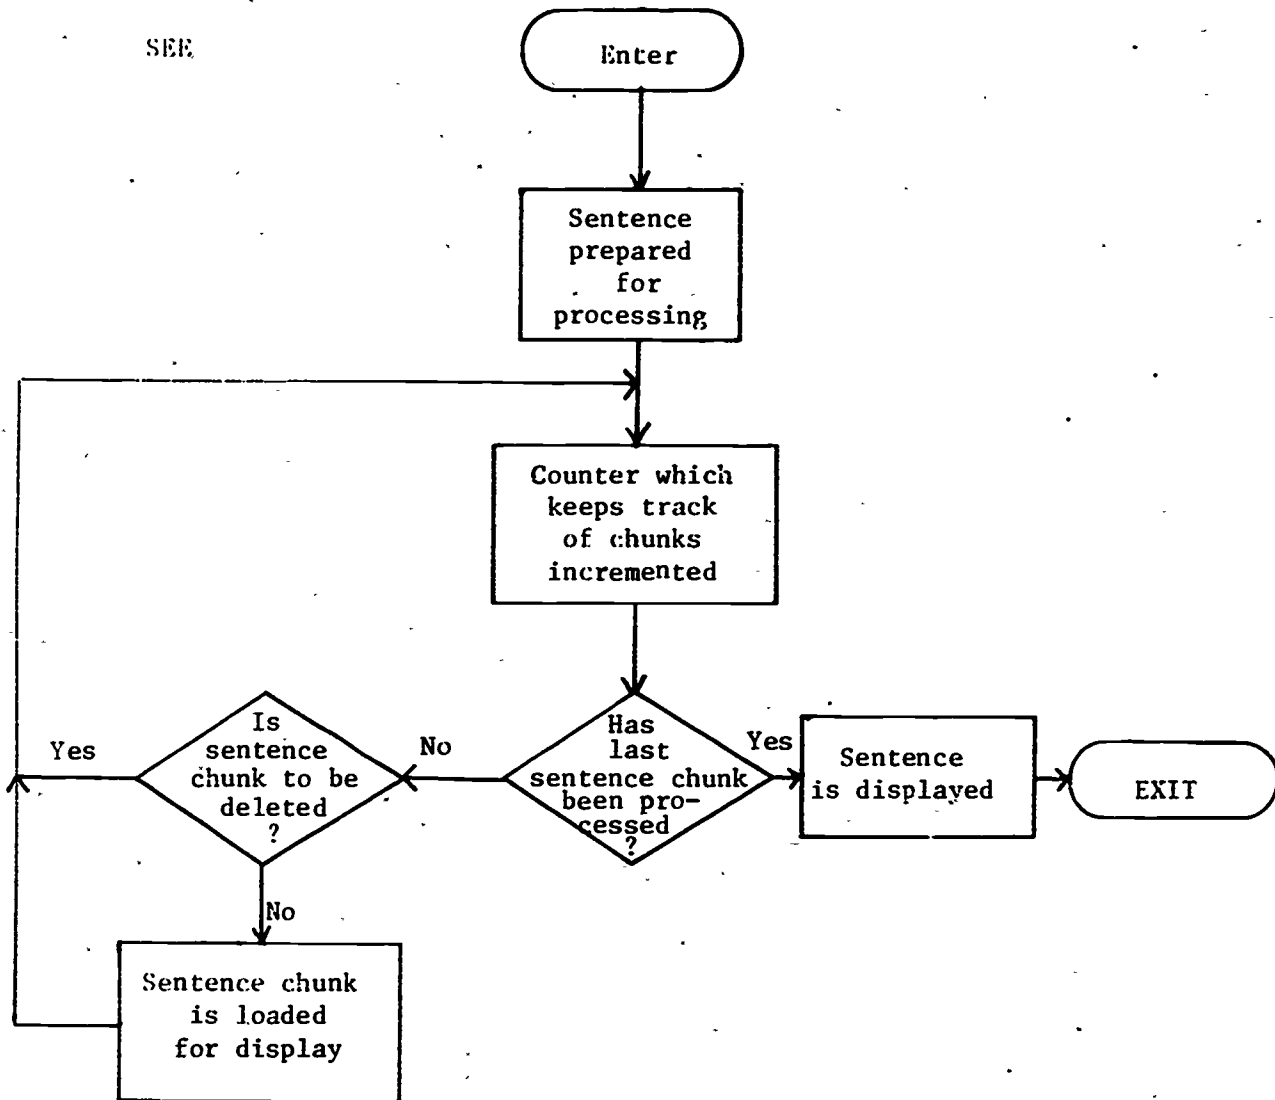 SEE
Enter
Sentence
prepared
for
processing
Counter which
keeps track
of chunks
incremented
Has
last
sentence chunk
been pro-
cessed
?
Yes
Sentence
is displayed
EXIT
No
Is
sentence
chunk to be
deleted
?
Yes
No
Sentence chunk
is loaded
for display